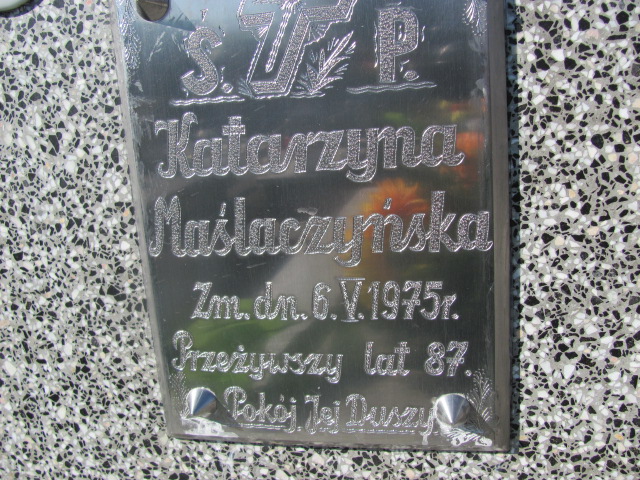 Ś. P.
Katarzyna
Maślaczyńska
Zm. dn. 6.V.1975r.
Przeżywszy lat 87.
Pokój Jej Duszy